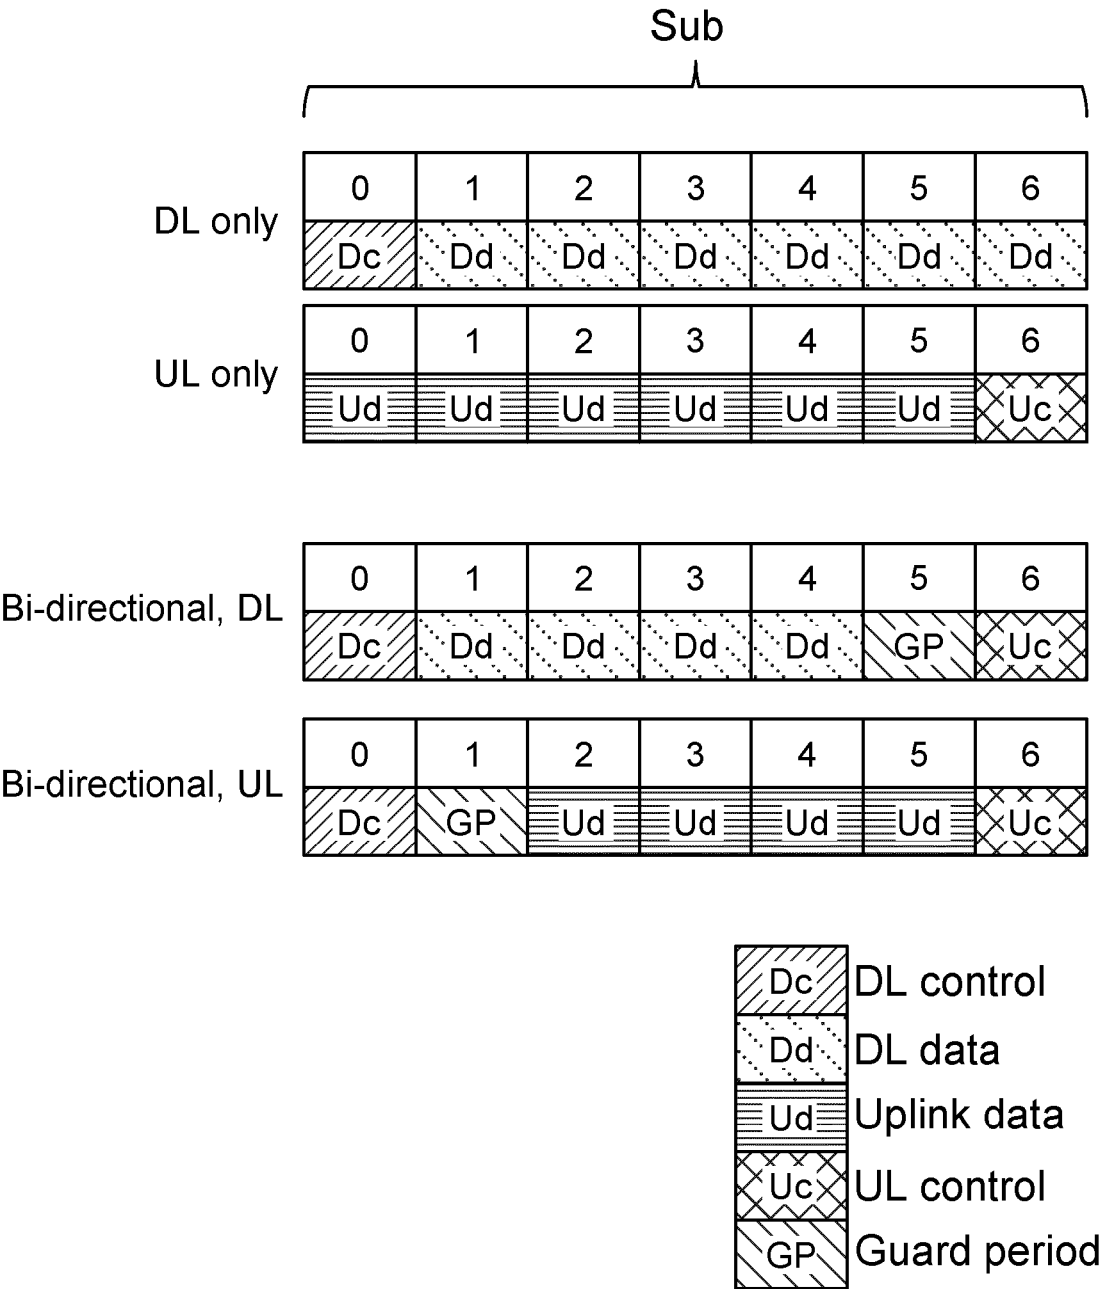 Sub
0 1 2 3 4 5 6
DL only
Dc Dd Dd Dd Dd Dd Dd
0 1 2 3 4 5 6
UL only
Ud Ud Ud Ud Ud Ud Uc
0 1 2 3 4 5 6
Bi-directional, DL
Dc Dd Dd Dd Dd GP Uc
0 1 2 3 4 5 6
Bi-directional, UL
Dc GP Ud Ud Ud Ud Uc
Dc DL control
Dd DL data
Ud Uplink data
Uc UL control
GP Guard period